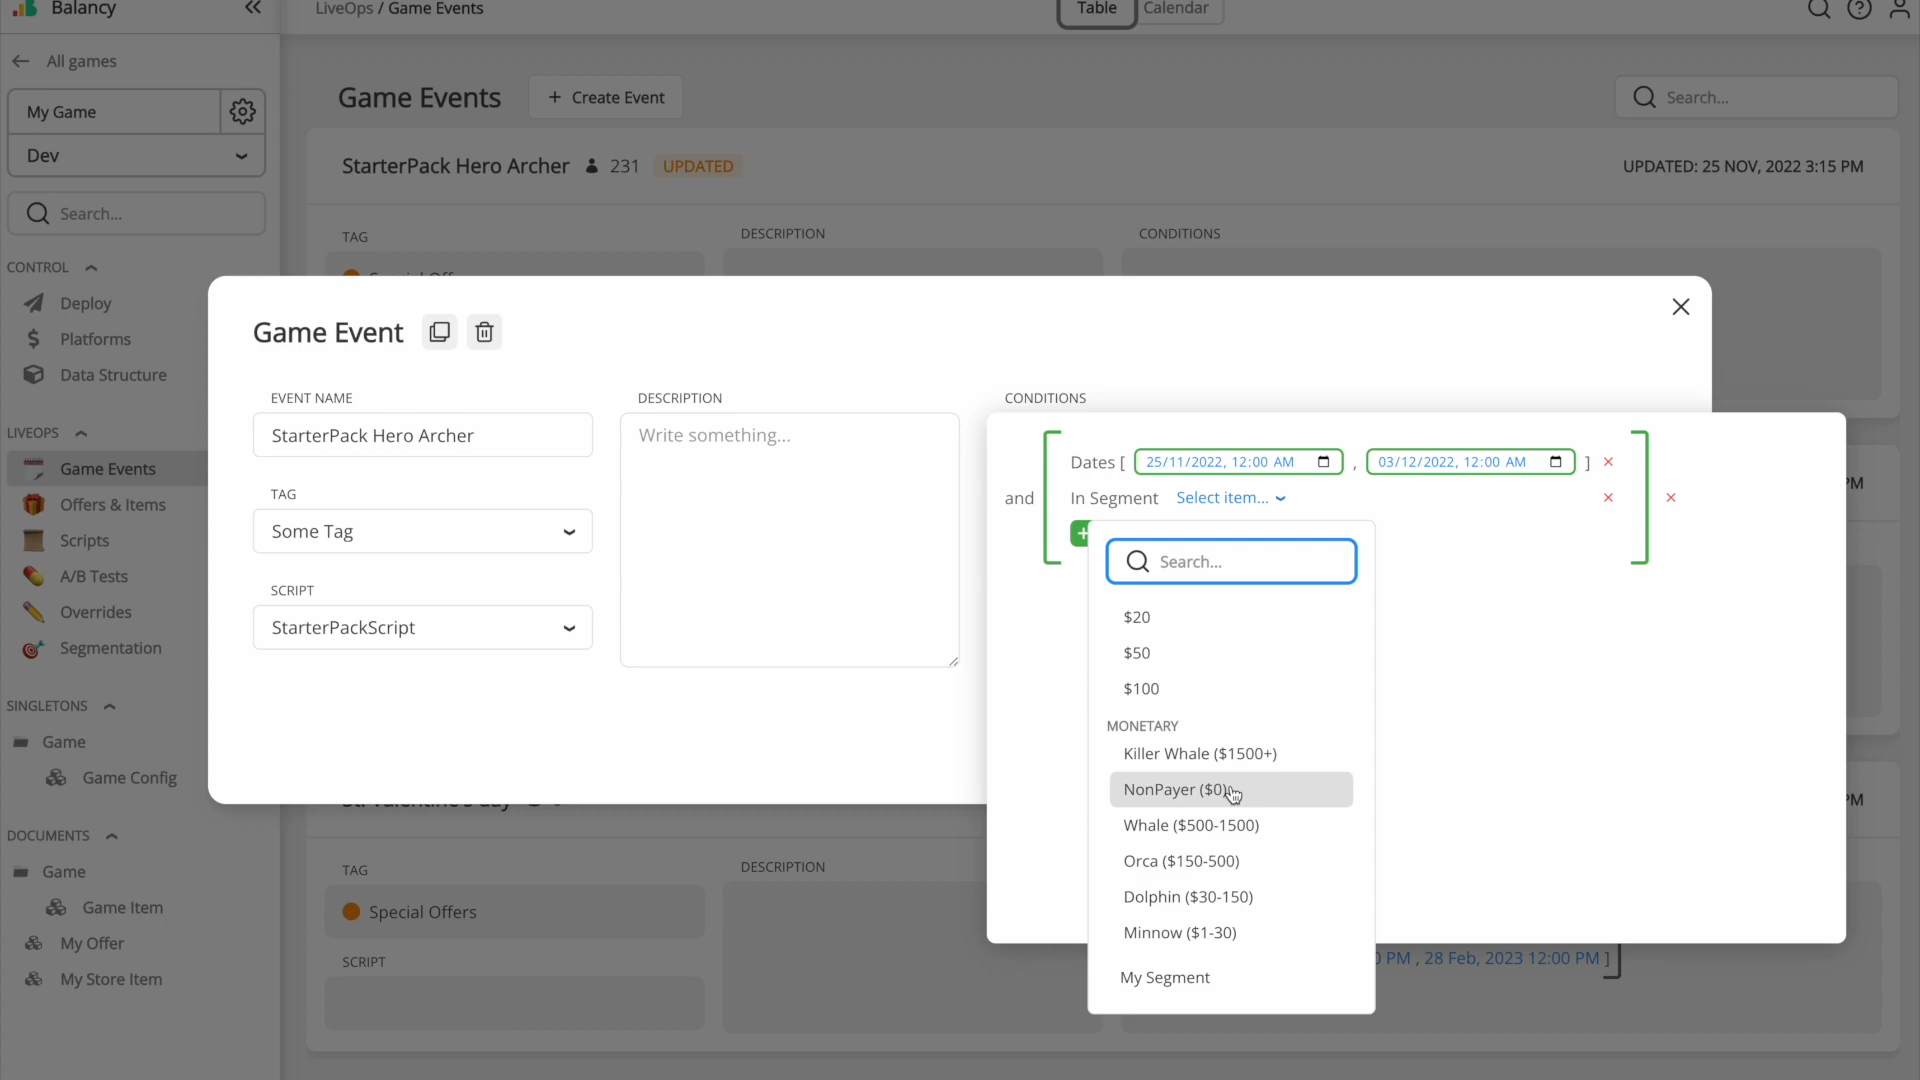 Balancy
LiveOps / Game Events
Table
Calendar
All games
My Game
Dev
Search...
CONTROL
Deploy
Platforms
Data Structure
LIVEOPS
Game Events
Offers & Items
Scripts
A/B Tests
Overrides
Segmentation
SINGLETONS
Game
Game Config
DOCUMENTS
Game
Game Item
My Offer
My Store Item
Game Events
+ Create Event
Search...
StarterPack Hero Archer 231 UPDATED
UPDATED: 25 NOV, 2022 3:15 PM
TAG
DESCRIPTION
CONDITIONS
Game Event
EVENT NAME
StarterPack Hero Archer
TAG
Some Tag
SCRIPT
StarterPackScript
DESCRIPTION
Write something...
CONDITIONS
Dates [ 25/11/2022, 12:00 AM , 03/12/2022, 12:00 AM ]
and
In Segment Select item...
Search...
$20
$50
$100
MONETARY
Killer Whale ($1500+)
NonPayer ($0)
Whale ($500-1500)
Orca ($150-500)
Dolphin ($30-150)
Minnow ($1-30)
My Segment
PM
PM
TAG
Special Offers
SCRIPT
DESCRIPTION
PM , 28 Feb, 2023 12:00 PM ]